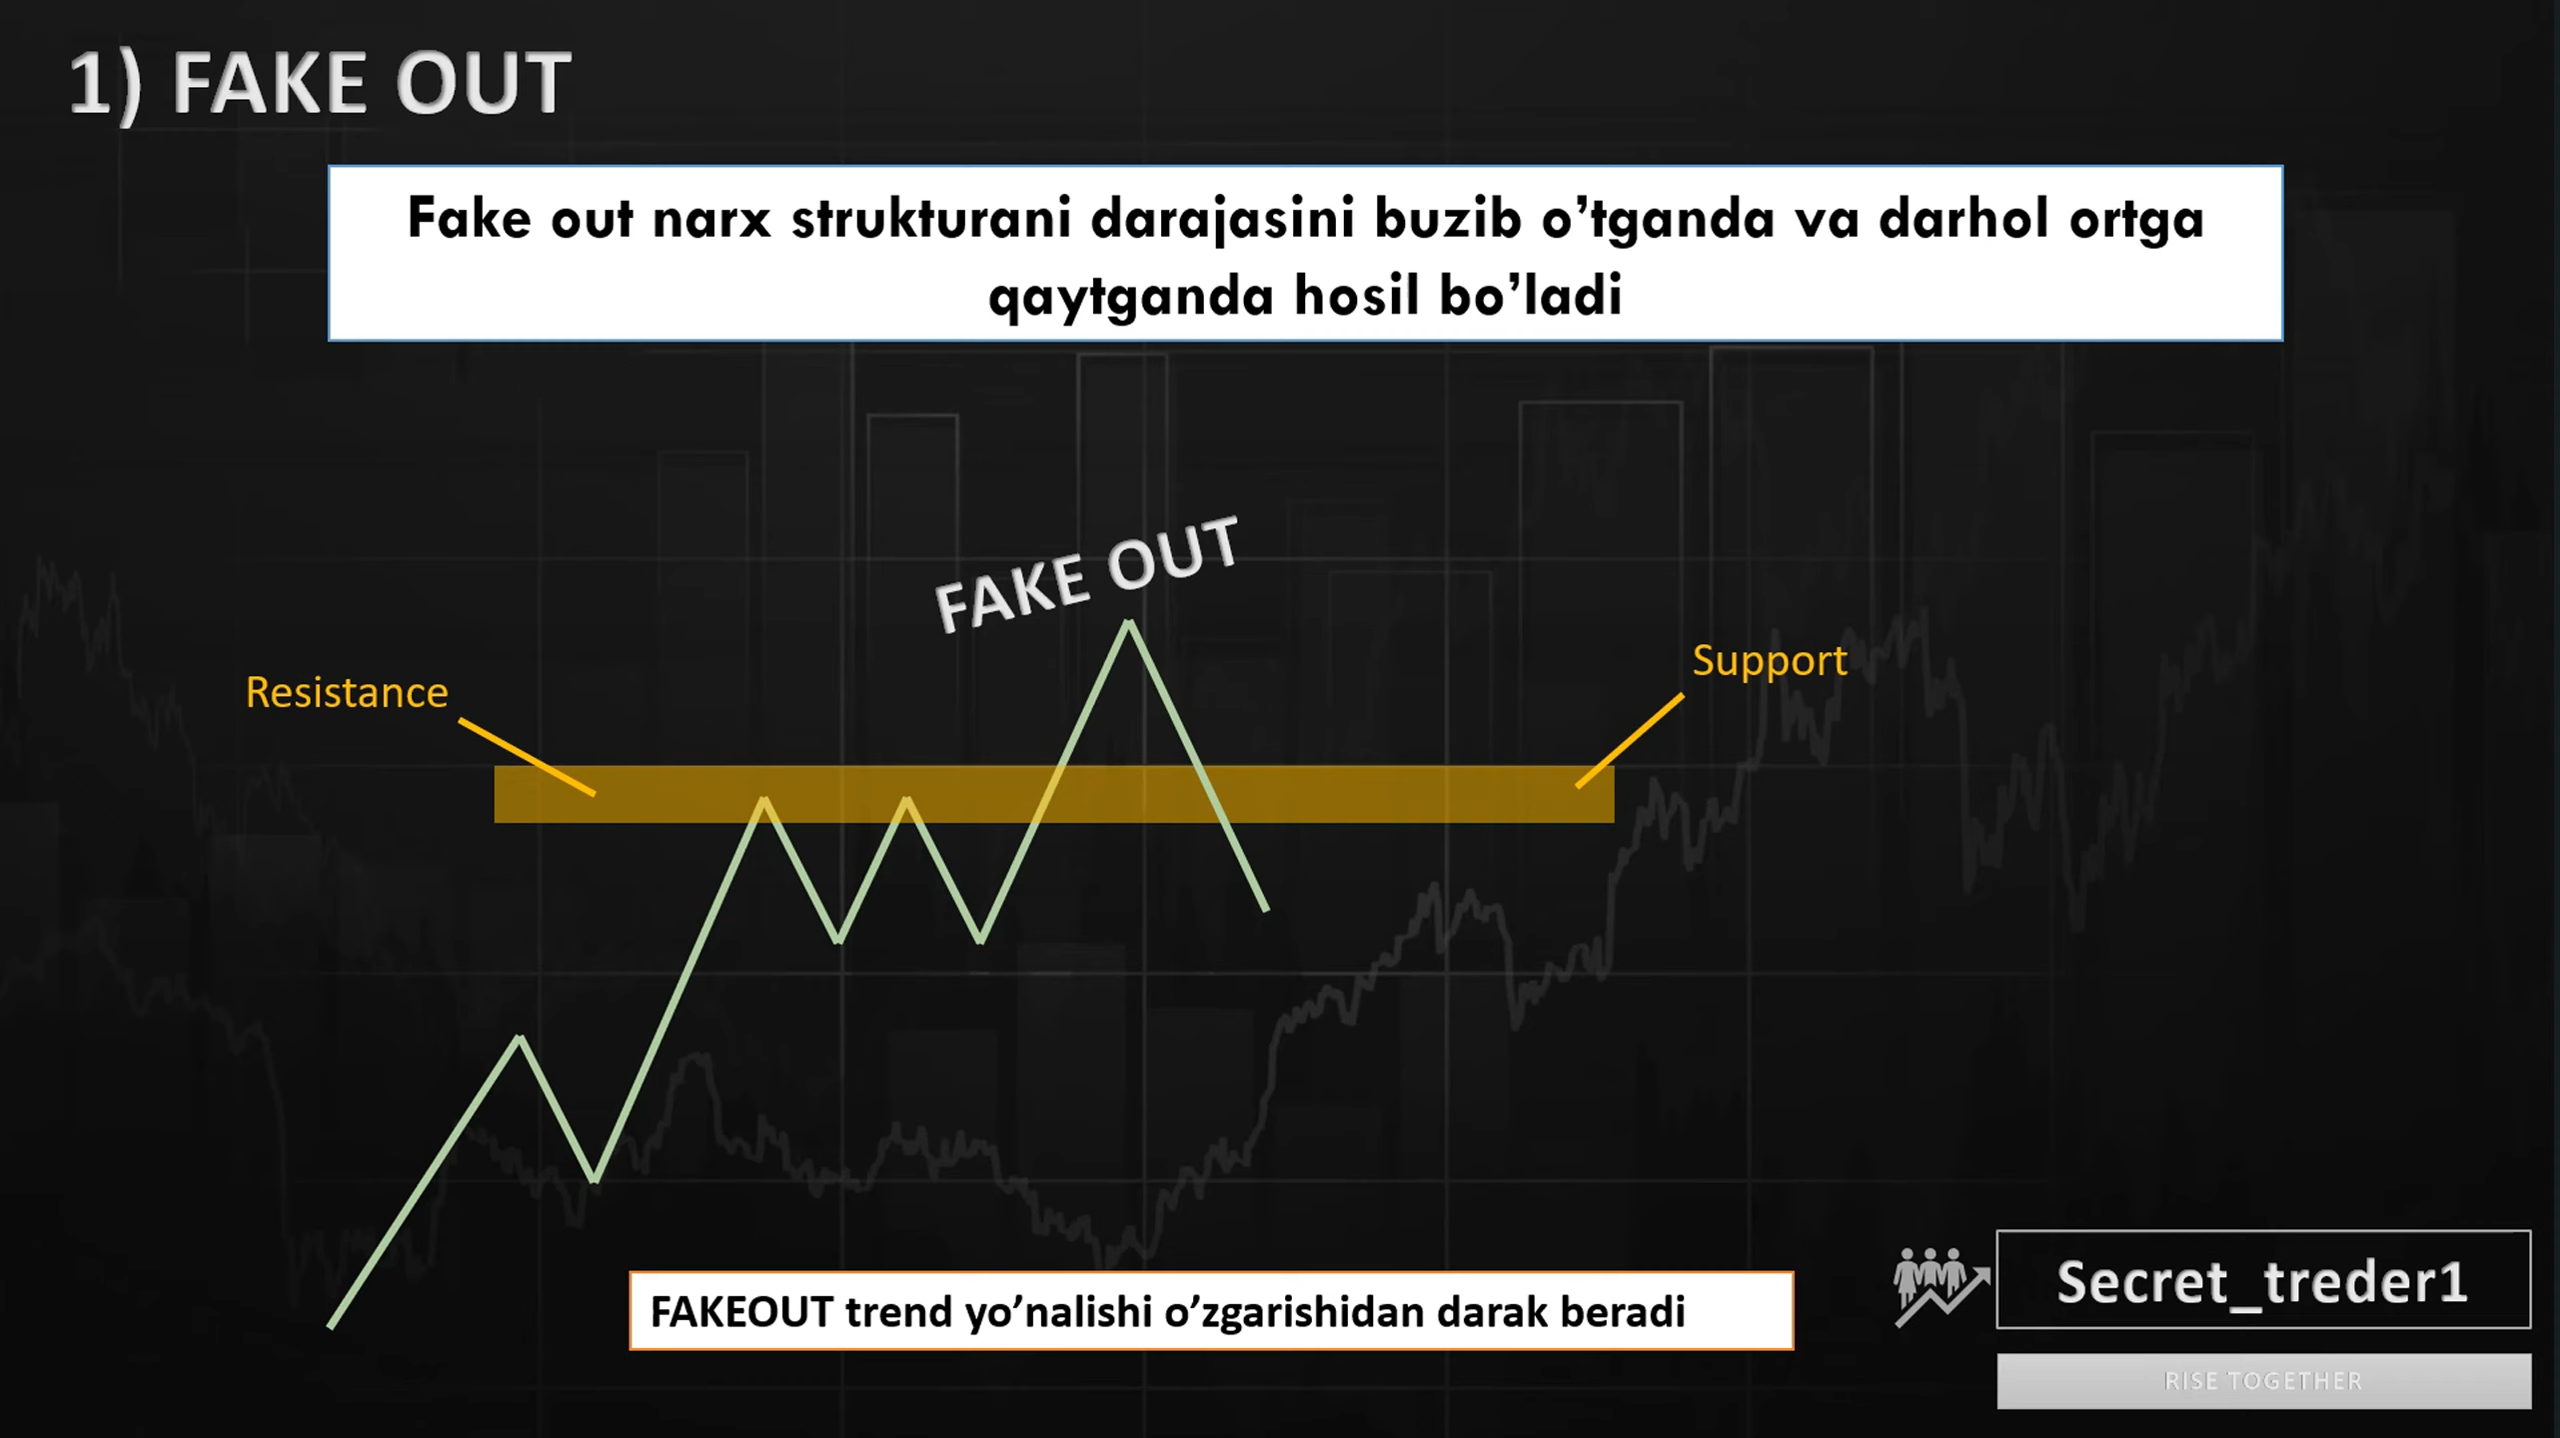 1) FAKE OUT
Fake out narx strukturani darajasini buzib o’tganda va darhol ortga
qaytganda hosil bo’ladi
FAKE OUT
Resistance
Support
FAKEOUT trend yo’nalishi o’zgarishidan darak beradi
Secret_treder1
RISE TOGETHER